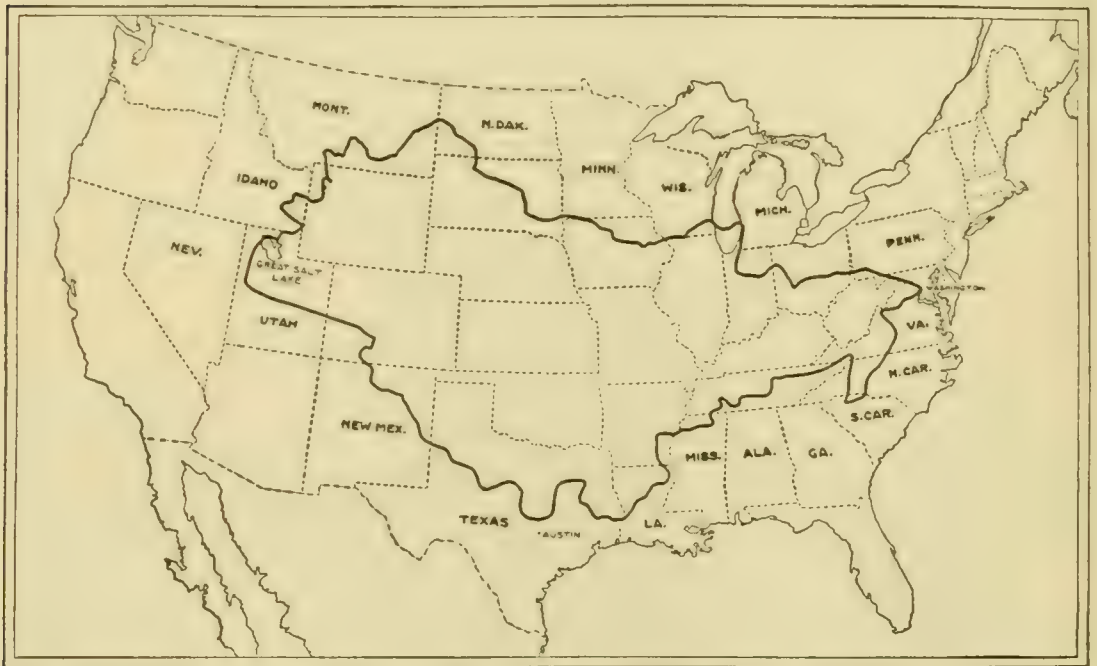 MONT.
N.DAK.
MINN.
WIS.
MICH.
IDAHO
NEV.
GREAT SALT
LAKE
UTAH
PENN.
WASHINGTON
VA.
N.CAR.
S.CAR.
NEW MEX.
MISS.
ALA.
GA.
TEXAS
AUSTIN
LA.